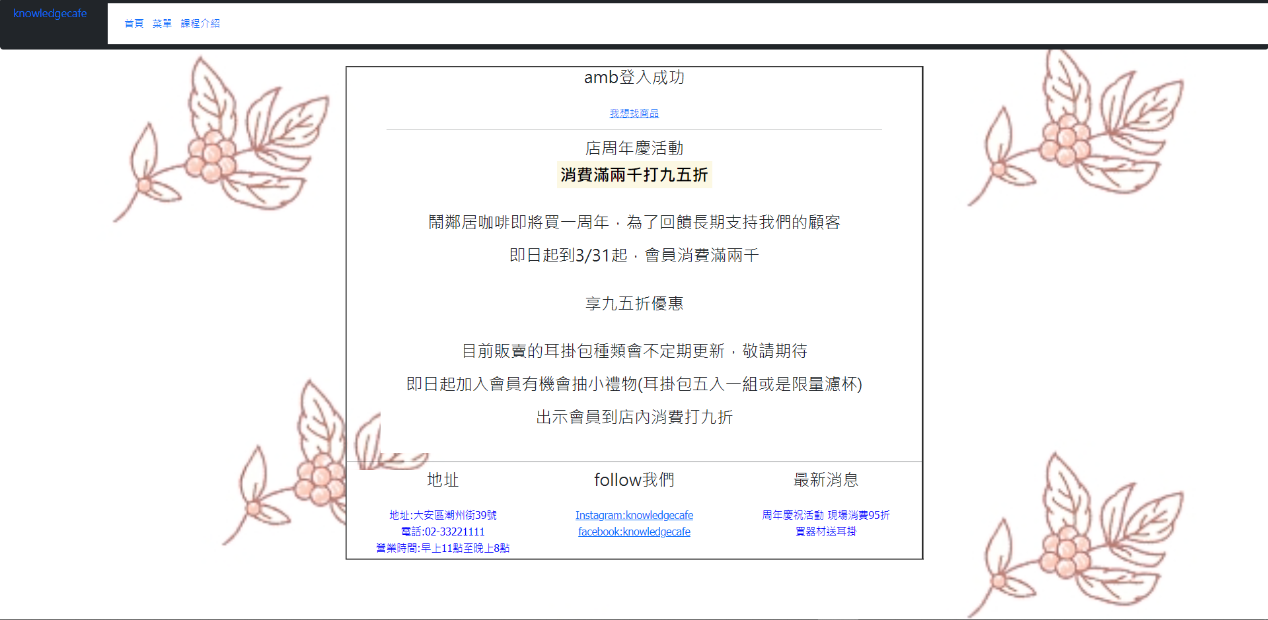 knowledgecafe
首頁 菜單 課程介紹
amb登入成功
我想找商品
店周年慶活動
消費滿兩千打九五折
鬧鄰居咖啡即將買一周年，為了回饋長期支持我們的顧客
即日起到3/31起，會員消費滿兩千
享九五折優惠
目前販賣的耳掛包種類會不定期更新，敬請期待
即日起加入會員有機會抽小禮物(耳掛包五入一組或是限量濾杯)
出示會員到店內消費打九折
地址
地址:大安區潮州街39號
電話:02-33221111
營業時間:早上11點至晚上8點
follow我們
Instagram:knowledgecafe
facebook:knowledgecafe
最新消息
周年慶祝活動 現場消費95折
買器材送耳掛